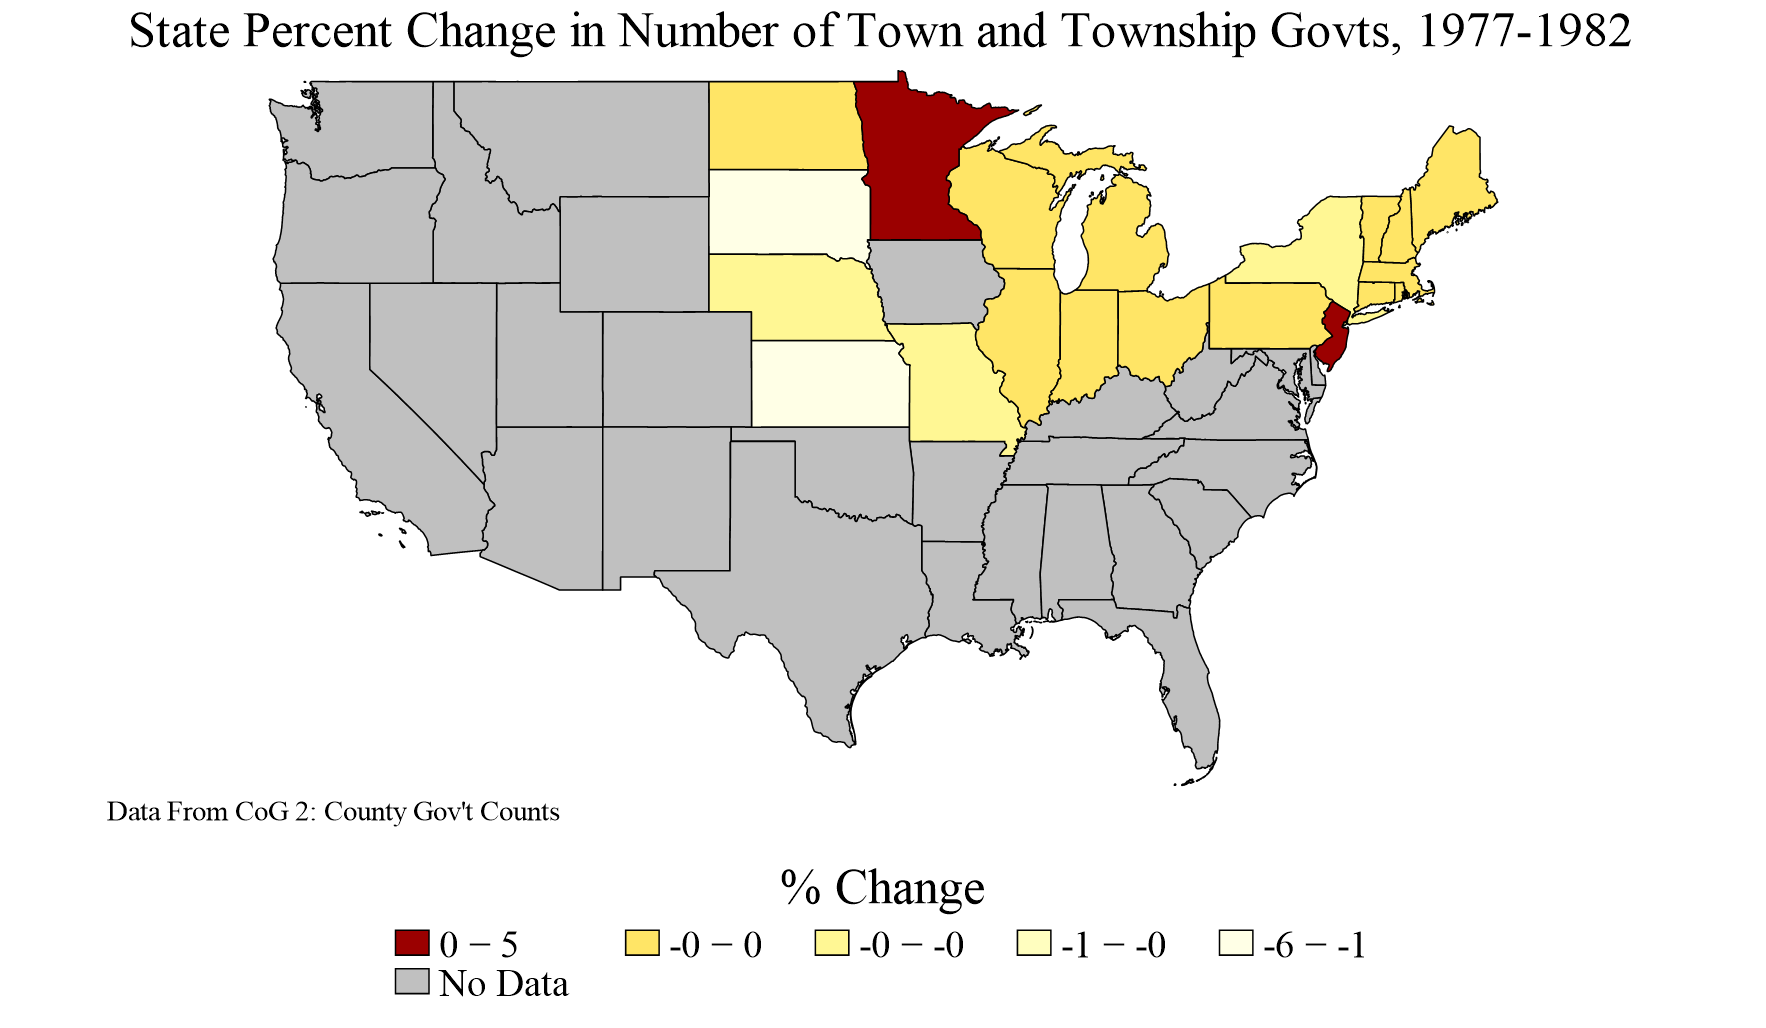 State Percent Change in Number of Town and Township Govts, 1977-1982
Data From CoG 2: County Gov't Counts
% Change
0 − 5 -0 − 0 -0 − -0 -1 − -0 -6 − -1
No Data